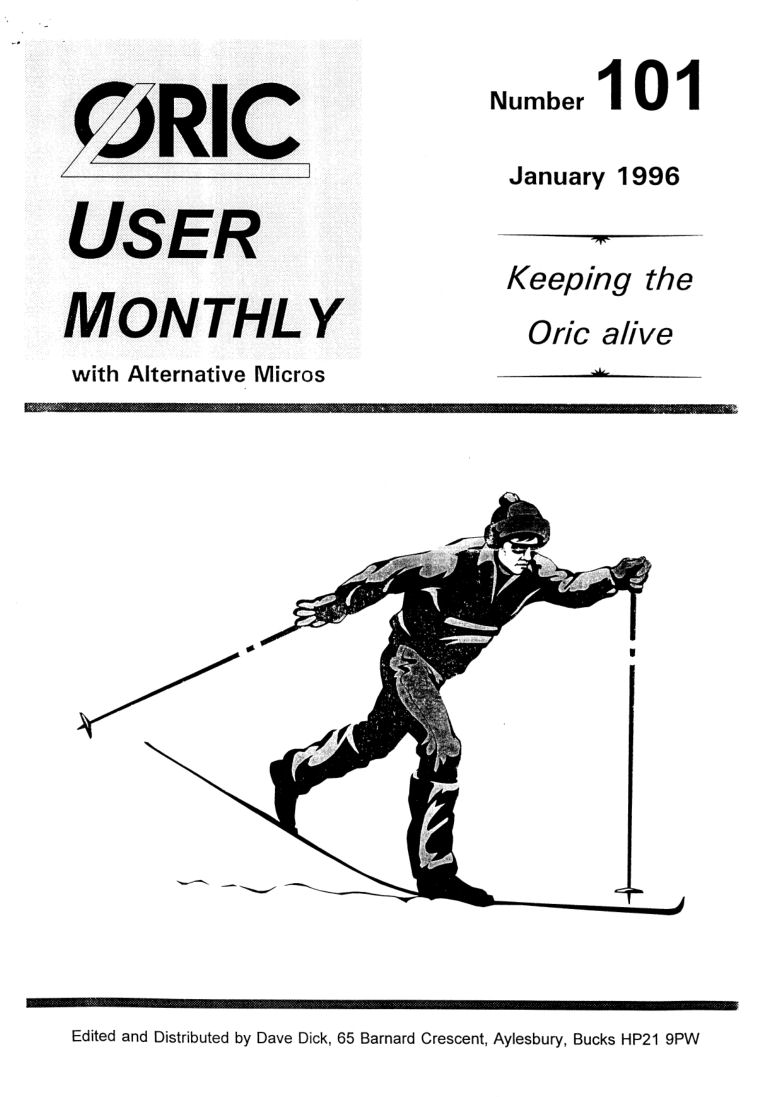 ORIC
USER
MONTHLY
with Alternative Micros
Number 101
January 1996
Keeping the
Oric alive
Edited and Distributed by Dave Dick, 65 Barnard Crescent, Aylesbury, Bucks HP21 9PW